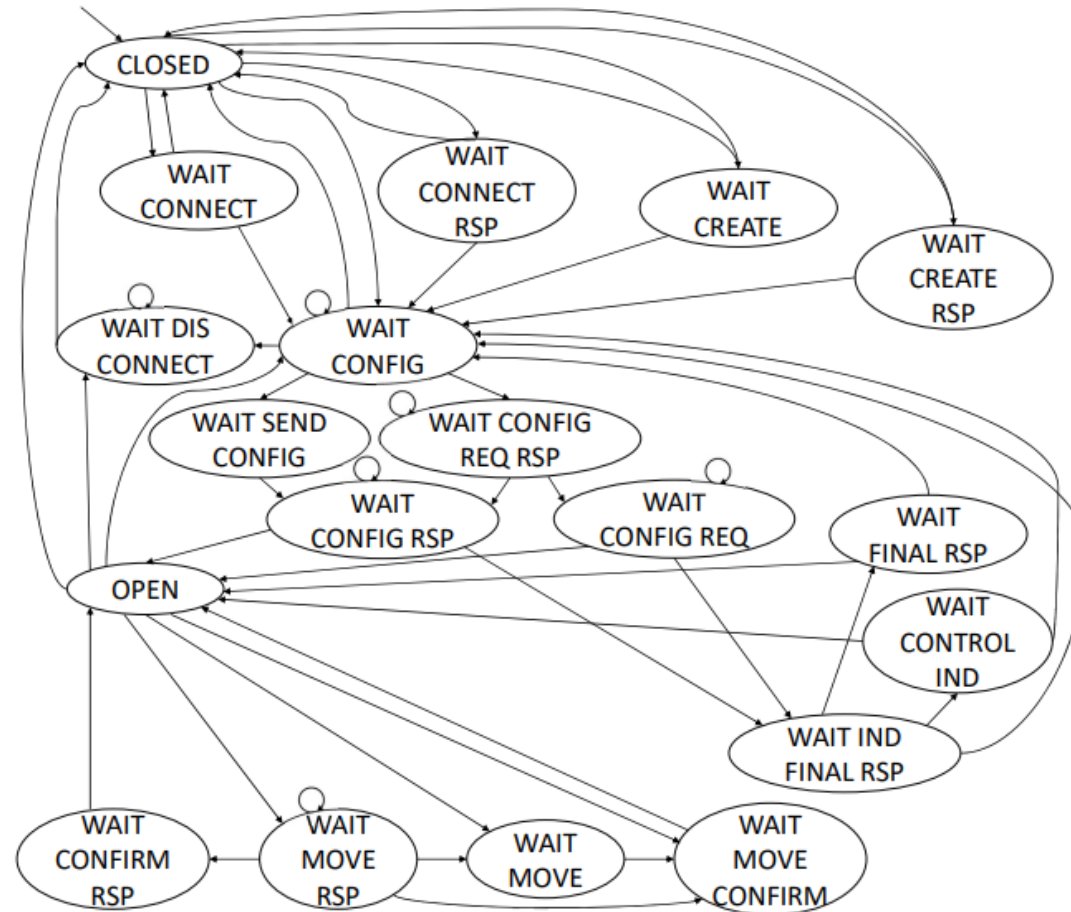 CLOSED
WAIT
CONNECT
WAIT
CONNECT
RSP
WAIT
CREATE
WAIT
CREATE
RSP
WAIT DIS
CONNECT
WAIT
CONFIG
WAIT SEND
CONFIG
WAIT CONFIG
REQ RSP
WAIT
CONFIG RSP
WAIT
CONFIG REQ
WAIT
FINAL RSP
OPEN
WAIT
CONTROL
IND
WAIT IND
FINAL RSP
WAIT
CONFIRM
RSP
WAIT
MOVE
RSP
WAIT
MOVE
WAIT
MOVE
CONFIRM